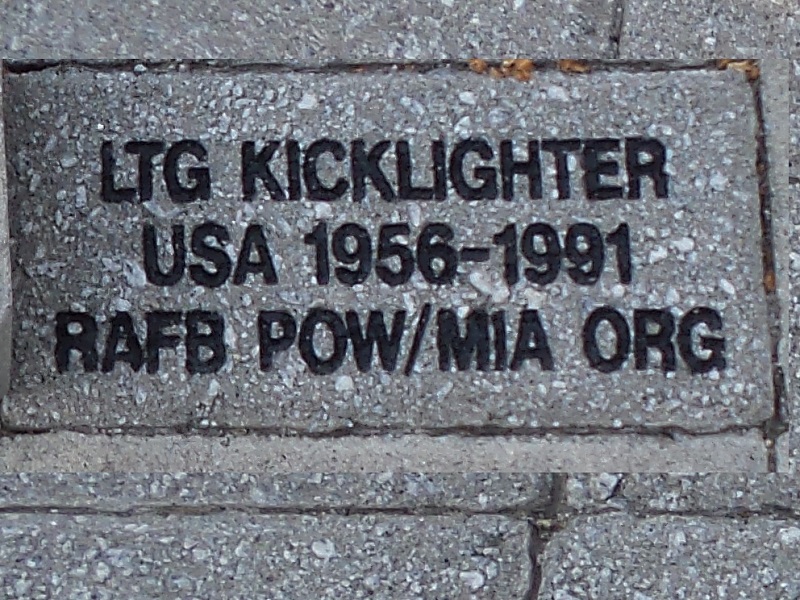 LTG KICKLIGHTER
USA 1956-1991
RAFB POW/MIA ORG